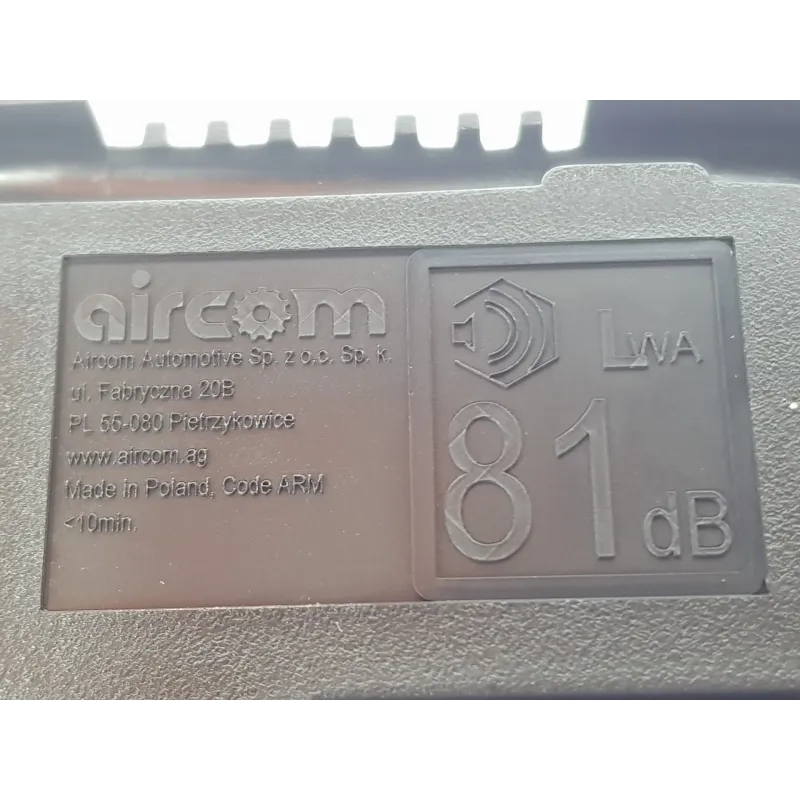 aircom
Aircom Automotive Sp. z o.o. Sp. k.
ul. Fabryczna 20B
PL 55-080 Pietrzykowice
www.aircom.ag
Made in Poland, Code ARM
<10min.
LWA
81 dB